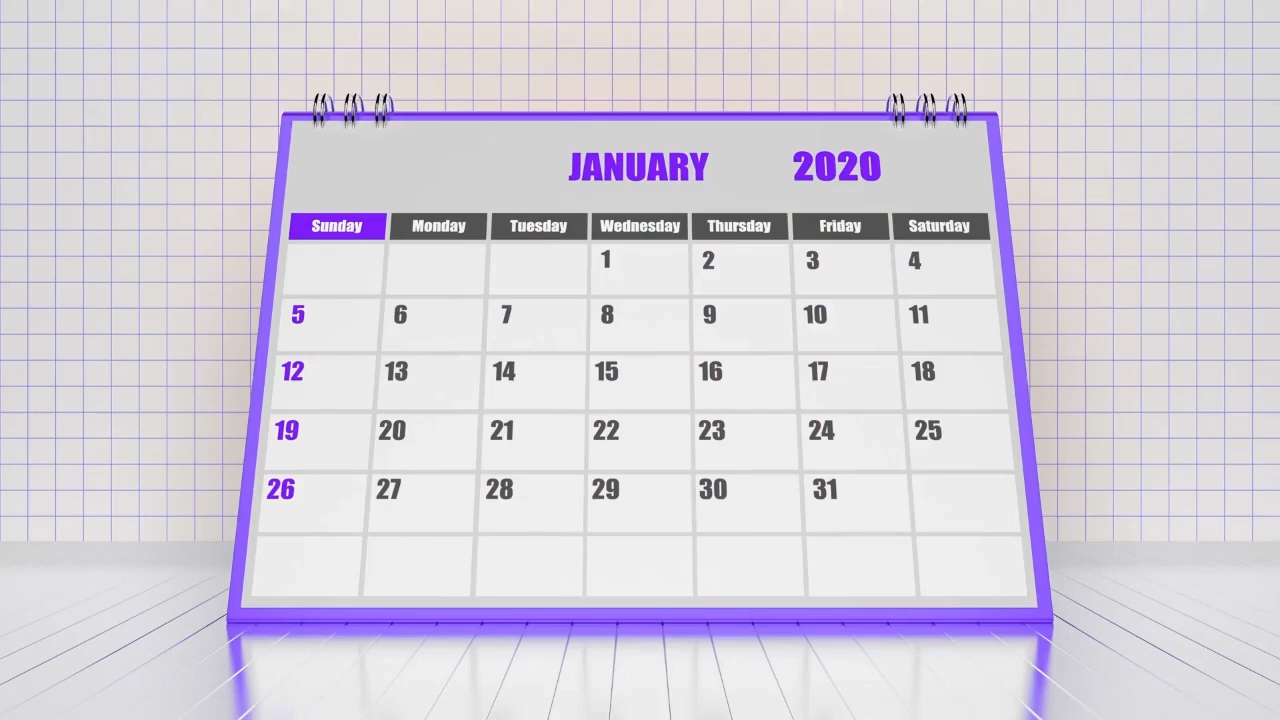 JANUARY 2020
Sunday Monday Tuesday Wednesday Thursday Friday Saturday
1 2 3 4
5 6 7 8 9 10 11
12 13 14 15 16 17 18
19 20 21 22 23 24 25
26 27 28 29 30 31